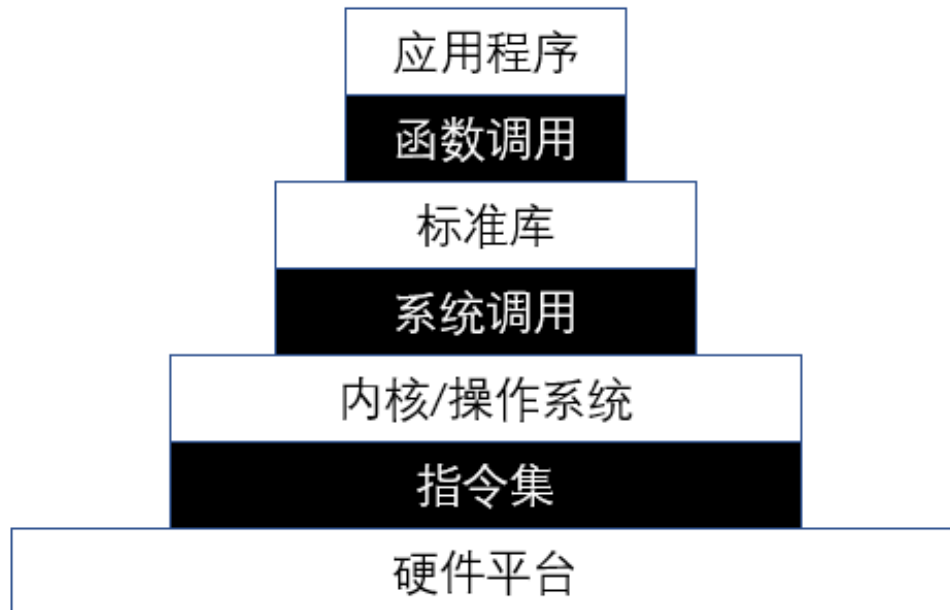 应用程序
函数调用
标准库
系统调用
内核/操作系统
指令集
硬件平台